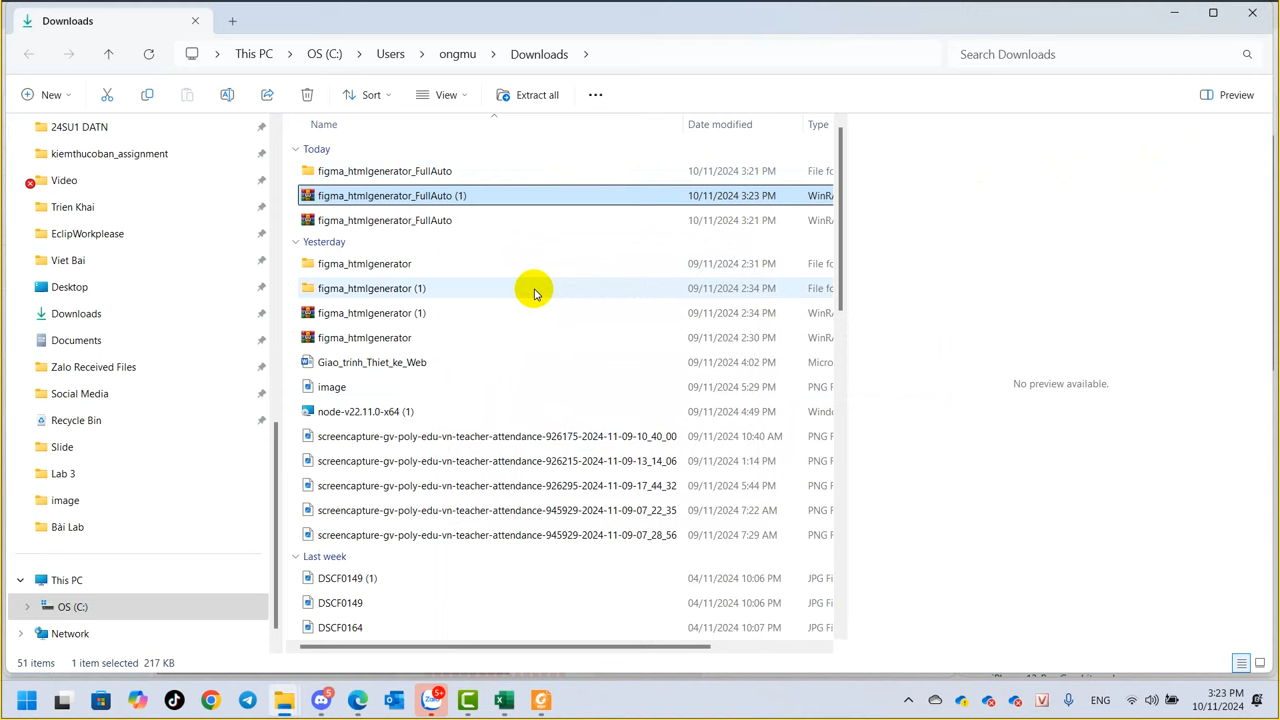 Downloads
This PC > OS (C:) > Users > ongmu > Downloads >
Search Downloads
New
Sort
View
Extract all
Preview
24SU1 DATN
kiemthucoban_assignment
Video
Trien Khai
EclipWorkplease
Viet Bai
Desktop
Downloads
Documents
Zalo Received Files
Social Media
Recycle Bin
Slide
Lab 3
image
Bài Lab
This PC
OS (C:)
Network
Name Date modified Type
Today
figma_htmlgenerator_FullAuto 10/11/2024 3:21 PM File fo
figma_htmlgenerator_FullAuto (1) 10/11/2024 3:23 PM WinRA
figma_htmlgenerator_FullAuto 10/11/2024 3:21 PM WinRA
Yesterday
figma_htmlgenerator 09/11/2024 2:31 PM File fo
figma_htmlgenerator (1) 09/11/2024 2:34 PM File fo
figma_htmlgenerator (1) 09/11/2024 2:34 PM WinRA
figma_htmlgenerator 09/11/2024 2:30 PM WinRA
Giao_trinh_Thiet_ke_Web 09/11/2024 4:02 PM Micro
image 09/11/2024 5:29 PM PNG F
node-v22.11.0-x64 (1) 09/11/2024 4:49 PM Windo
screencapture-gv-poly-edu-vn-teacher-attendance-926175-2024-11-09-10_40_00 09/11/2024 10:40 AM PNG F
screencapture-gv-poly-edu-vn-teacher-attendance-926215-2024-11-09-13_14_06 09/11/2024 1:14 PM PNG F
screencapture-gv-poly-edu-vn-teacher-attendance-926295-2024-11-09-17_44_32 09/11/2024 5:44 PM PNG F
screencapture-gv-poly-edu-vn-teacher-attendance-945929-2024-11-09-07_22_35 09/11/2024 7:22 AM PNG F
screencapture-gv-poly-edu-vn-teacher-attendance-945929-2024-11-09-07_28_56 09/11/2024 7:29 AM PNG F
Last week
DSCF0149 (1) 04/11/2024 10:06 PM JPG Fi
DSCF0149 04/11/2024 10:06 PM JPG Fi
DSCF0164 04/11/2024 10:07 PM JPG Fi
No preview available.
51 items 1 item selected 217 KB
5
Zalo
5+
ENG
3:23 PM
10/11/2024